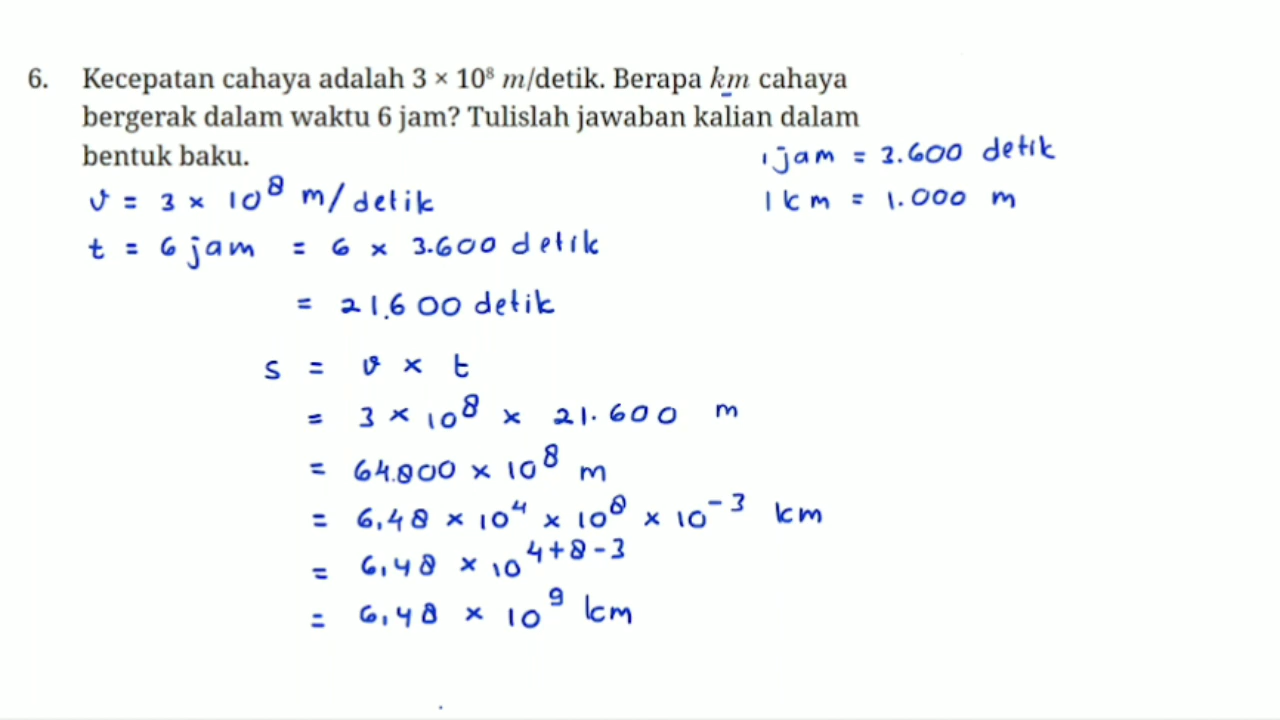 6. Kecepatan cahaya adalah 3 × 10⁸ m/detik. Berapa km cahaya
bergerak dalam waktu 6 jam? Tulislah jawaban kalian dalam
bentuk baku.
1 jam = 3.600 detik
1 km = 1.000 m
v = 3 × 10⁸ m/detik
t = 6 jam = 6 × 3.600 detik
= 21.600 detik
s = v × t
= 3 × 10⁸ × 21.600 m
= 64.800 × 10⁸ m
= 6,48 × 10⁴ × 10⁸ × 10⁻³ km
= 6,48 × 10⁴⁺⁸⁻³
= 6,48 × 10⁹ km